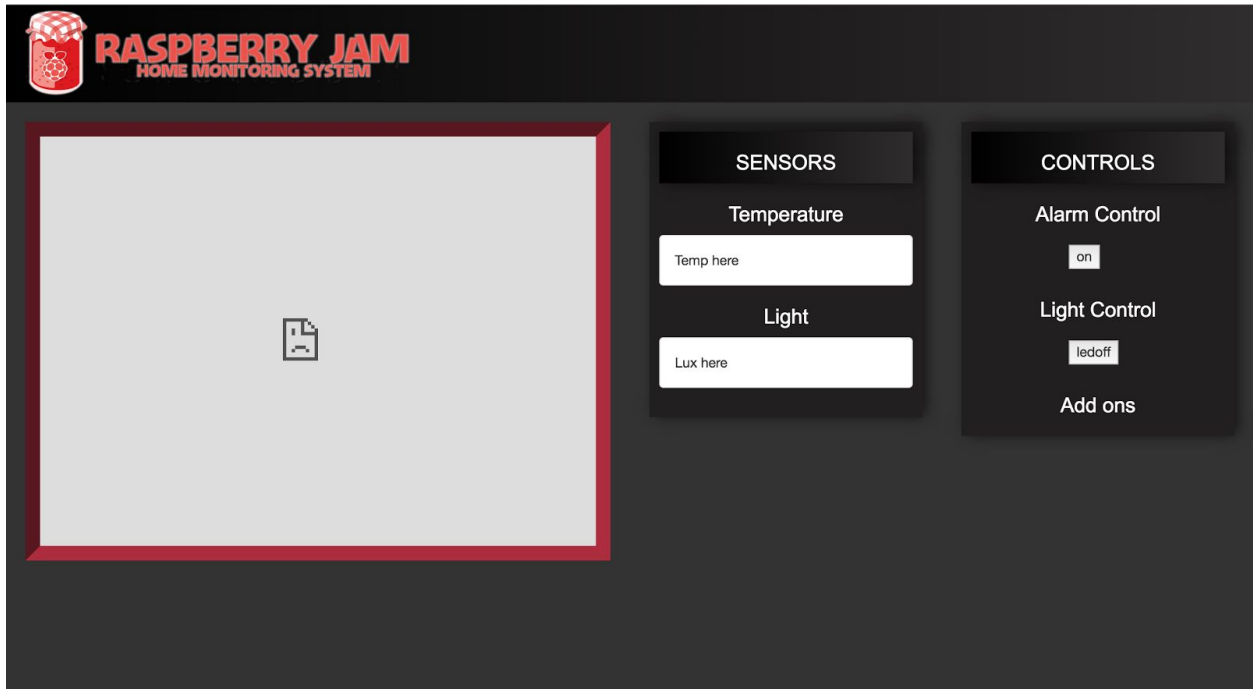 RASPBERRY JAM
HOME MONITORING SYSTEM
SENSORS
Temperature
Temp here
Light
Lux here
CONTROLS
Alarm Control
on
Light Control
ledoff
Add ons